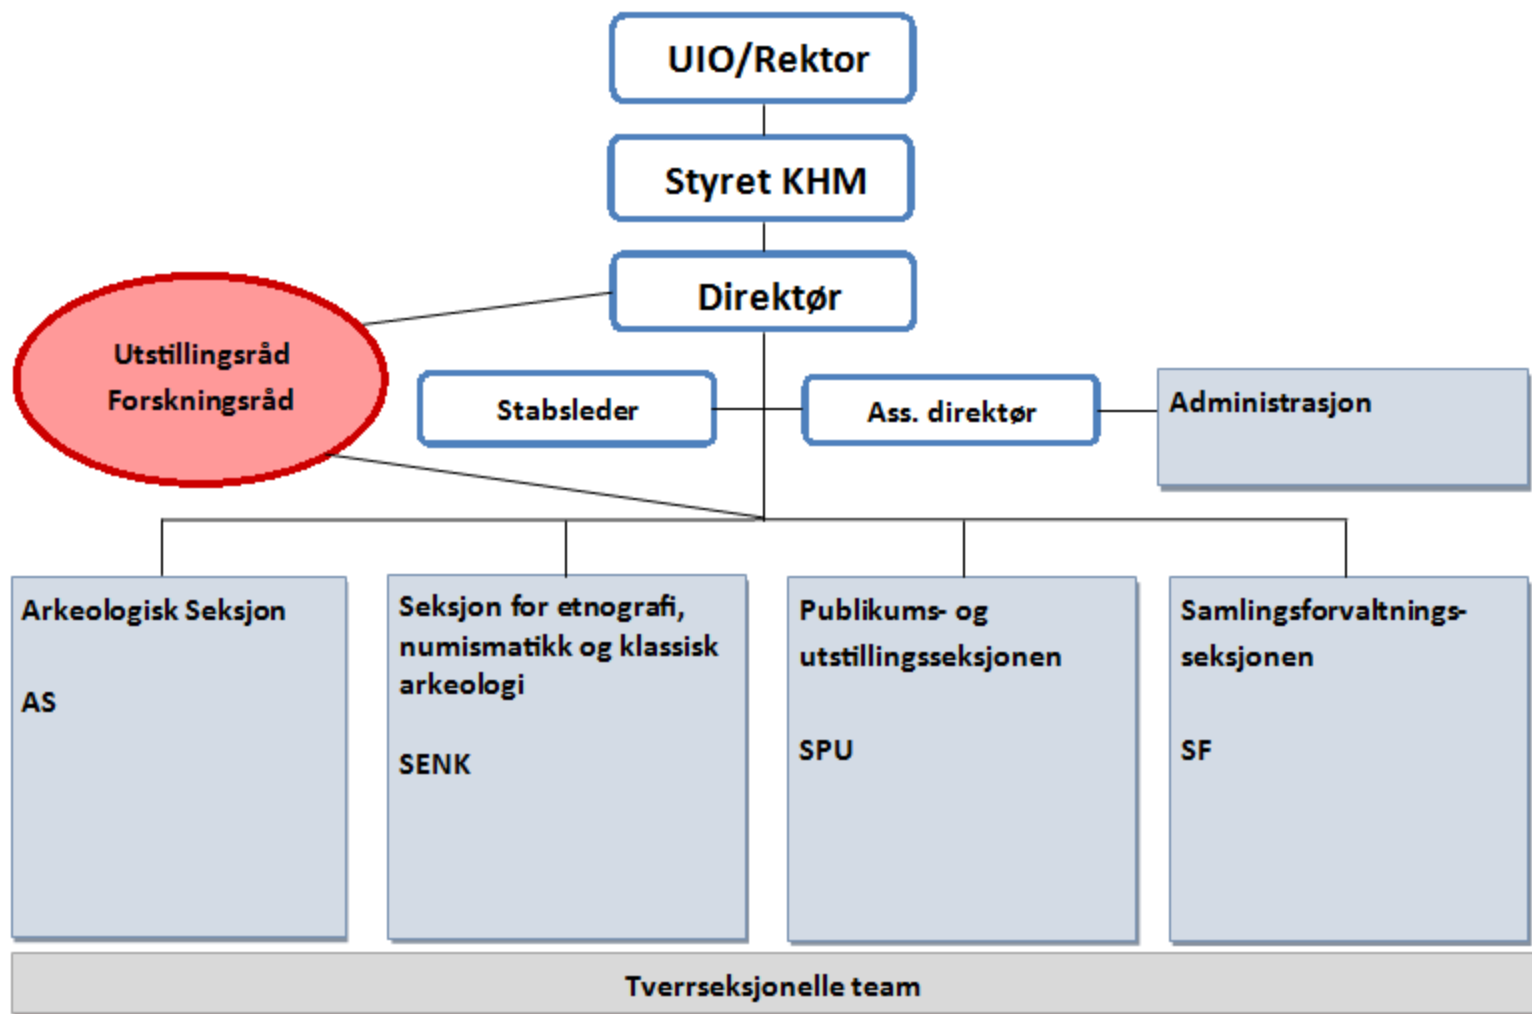 UIO/Rektor
Styret KHM
Direktør
Utstillingsråd
Forskningsråd
Stabsleder
Ass. direktør
Administrasjon
Arkeologisk Seksjon
AS
Seksjon for etnografi,
numismatikk og klassisk
arkeologi
SENK
Publikums- og
utstillingsseksjonen
SPU
Samlingsforvaltnings-
seksjonen
SF
Tverrseksjonelle team